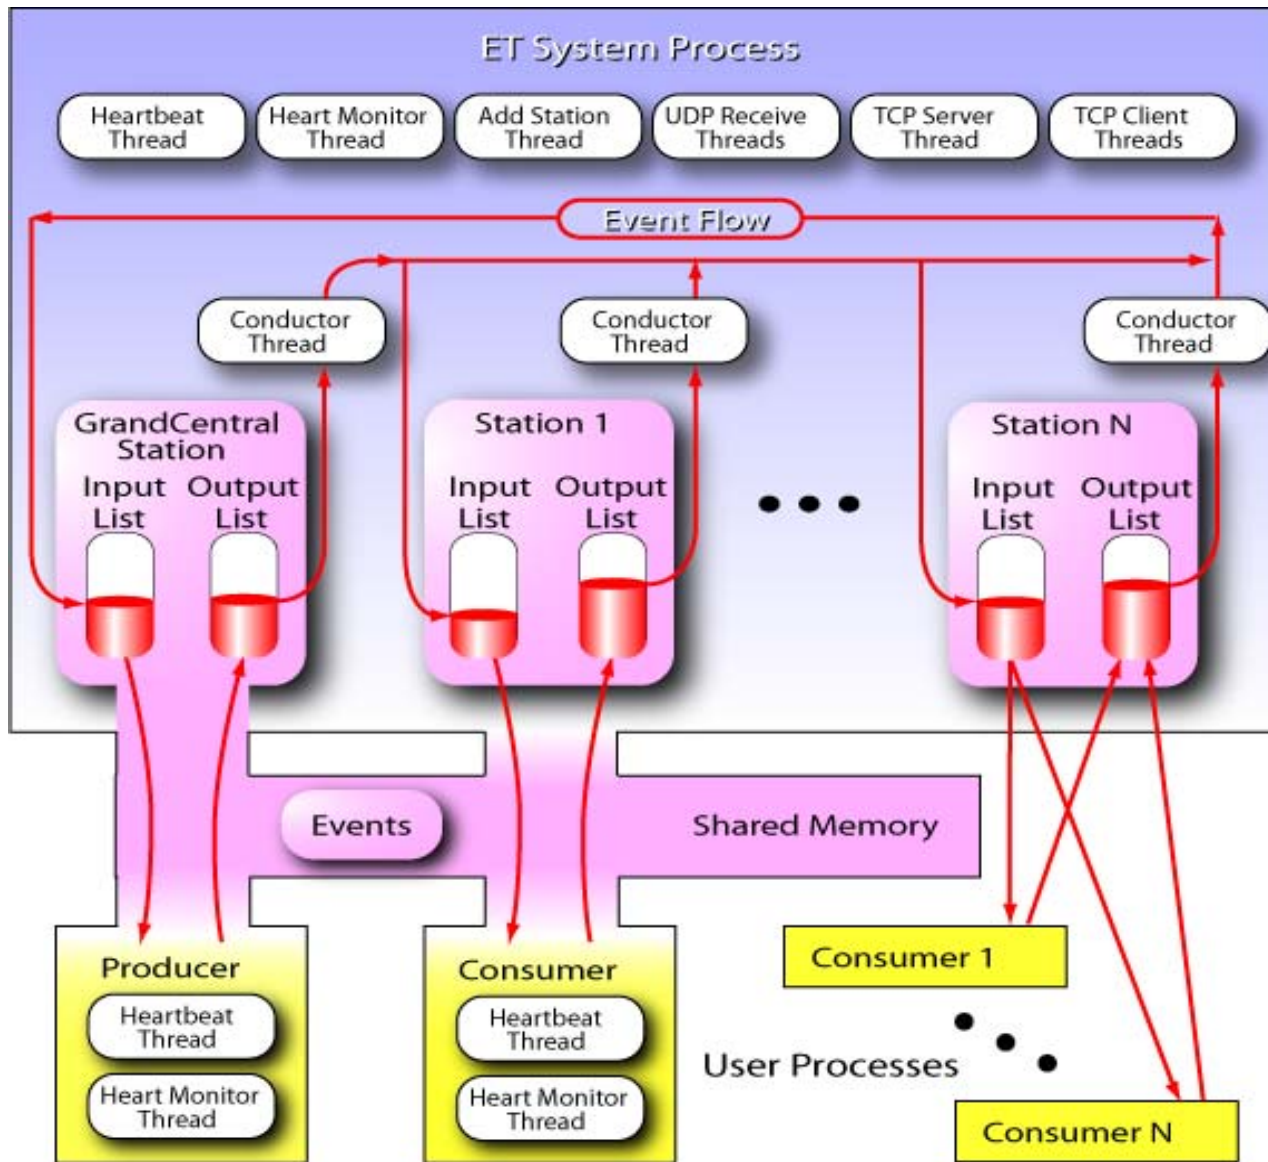 ET System Process
Heartbeat
Thread
Heart Monitor
Thread
Add Station
Thread
UDP Receive
Threads
TCP Server
Thread
TCP Client
Threads
Event Flow
Conductor
Thread
Conductor
Thread
Conductor
Thread
GrandCentral
Station
Input
List
Output
List
Station 1
Input
List
Output
List
Station N
Input
List
Output
List
Events
Shared Memory
Producer
Heartbeat
Thread
Heart Monitor
Thread
Consumer
Heartbeat
Thread
Heart Monitor
Thread
Consumer 1
User Processes
Consumer N